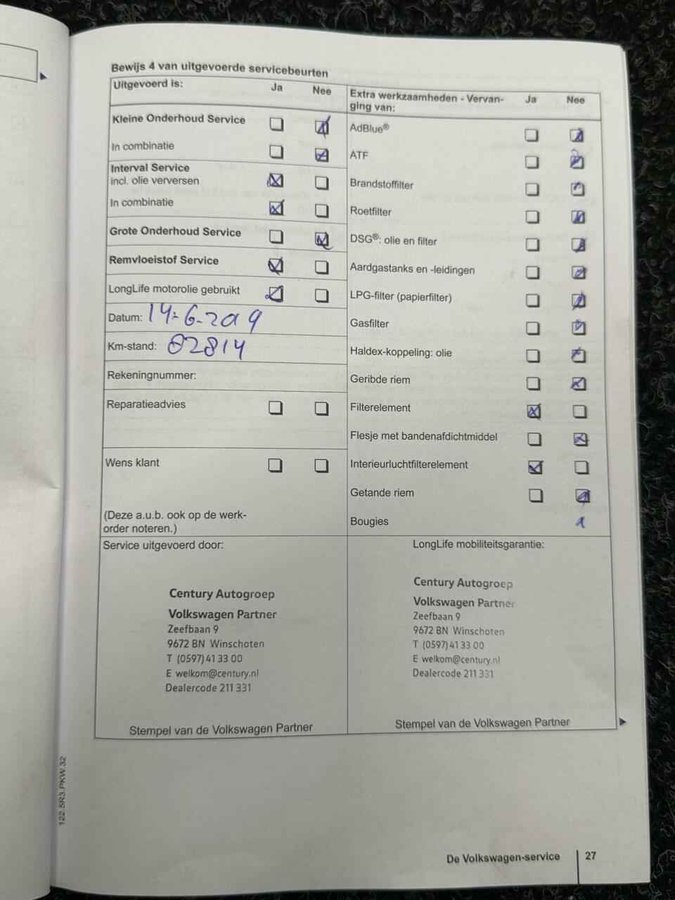 Bewijs 4 van uitgevoerde servicebeurten
Uitgevoerd is: Ja Nee
Kleine Onderhoud Service
In combinatie
Interval Service
incl. olie verversen
In combinatie
Grote Onderhoud Service
Remvloeistof Service
LongLife motorolie gebruikt
Datum: 14-6-2019
Km-stand: 82814
Rekeningnummer:
Reparatieadvies
Wens klant
(Deze a.u.b. ook op de werk-
order noteren.)
Extra werkzaamheden - Vervan- Ja Nee
ging van:
AdBlue®
ATF
Brandstoffilter
Roetfilter
DSG®: olie en filter
Aardgastanks en -leidingen
LPG-filter (papierfilter)
Gasfilter
Haldex-koppeling: olie
Geribde riem
Filterelement
Flesje met bandenafdichtmiddel
Interieurluchtfilterelement
Getande riem
Bougies
Service uitgevoerd door:
Century Autogroep
Volkswagen Partner
Zeefbaan 9
9672 BN Winschoten
T (0597) 41 33 00
E welkom@century.nl
Dealercode 211 331
Stempel van de Volkswagen Partner
LongLife mobiliteitsgarantie:
Century Autogroep
Volkswagen Partner
Zeefbaan 9
9672 BN Winschoten
T (0597) 41 33 00
E welkom@century.nl
Dealercode 211 331
Stempel van de Volkswagen Partner
122.5R3.PKW.32
De Volkswagen-service 27